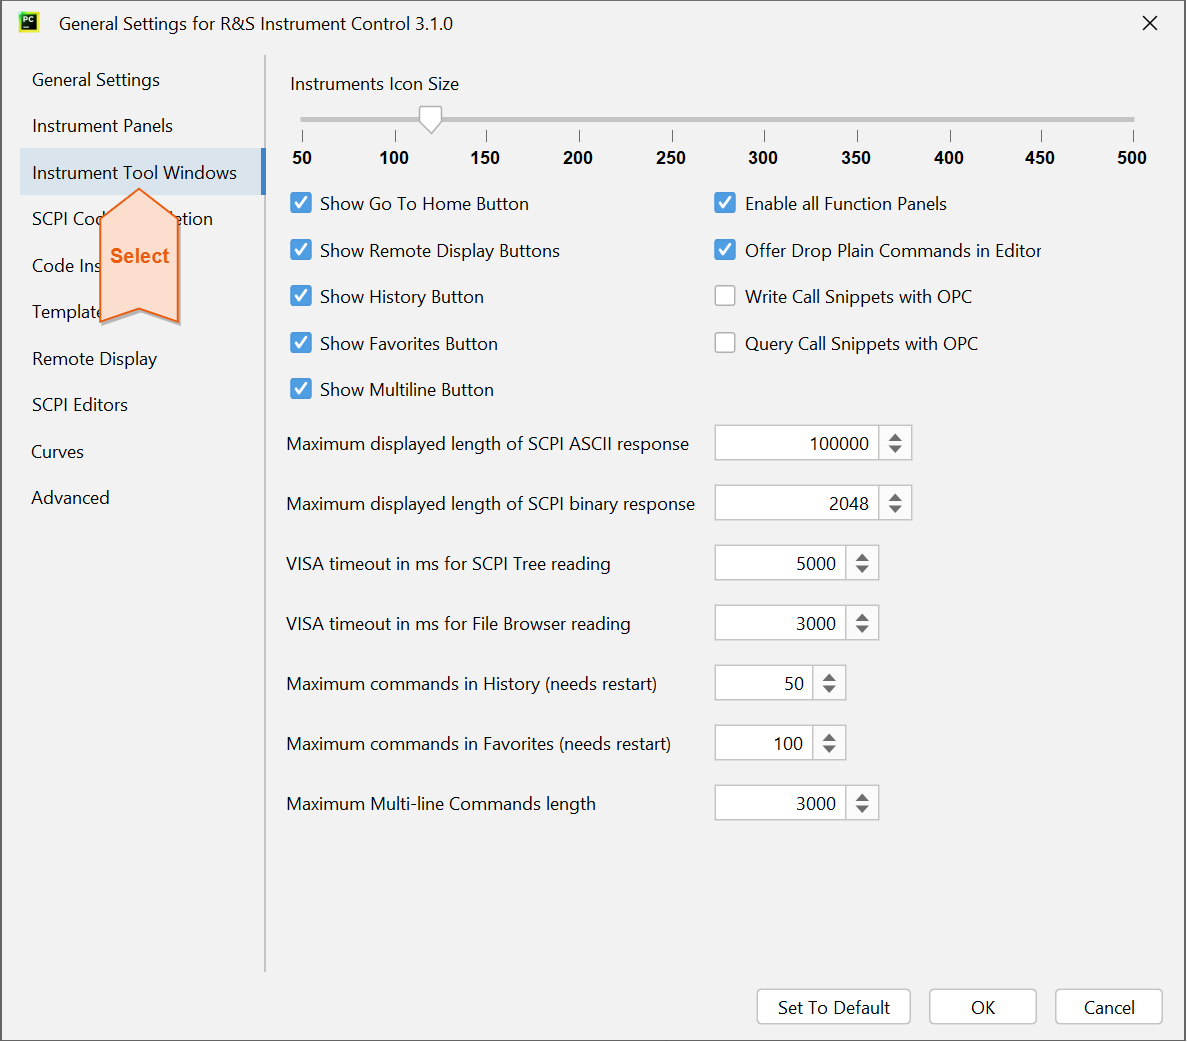 PC
General Settings for R&S Instrument Control 3.1.0
General Settings
Instrument Panels
Instrument Tool Windows
SCPI
Code
Remote Display
SCPI Editors
Curves
Advanced
Select
Instruments Icon Size
50 100 150 200 250 300 350 400 450 500
Show Go To Home Button
Enable all Function Panels
Show Remote Display Buttons
Offer Drop Plain Commands in Editor
Show History Button
Write Call Snippets with OPC
Show Favorites Button
Query Call Snippets with OPC
Show Multiline Button
Maximum displayed length of SCPI ASCII response 100000
Maximum displayed length of SCPI binary response 2048
VISA timeout in ms for SCPI Tree reading 5000
VISA timeout in ms for File Browser reading 3000
Maximum commands in History (needs restart) 50
Maximum commands in Favorites (needs restart) 100
Maximum Multi-line Commands length 3000
Set To Default OK Cancel